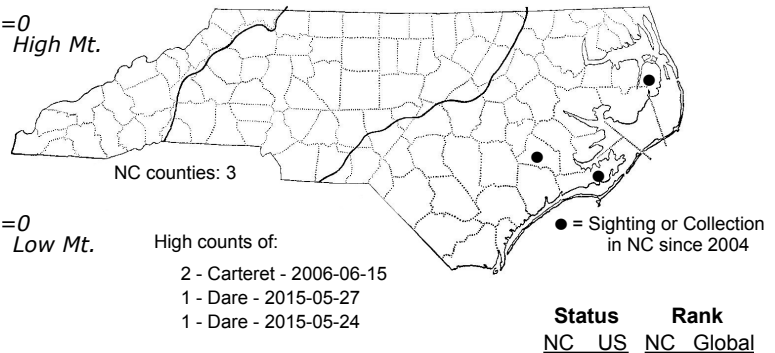 =0
High Mt.
NC counties: 3
=0
Low Mt.
High counts of:
2 - Carteret - 2006-06-15
1 - Dare - 2015-05-27
1 - Dare - 2015-05-24
● = Sighting or Collection
in NC since 2004
Status Rank
NC US NC Global